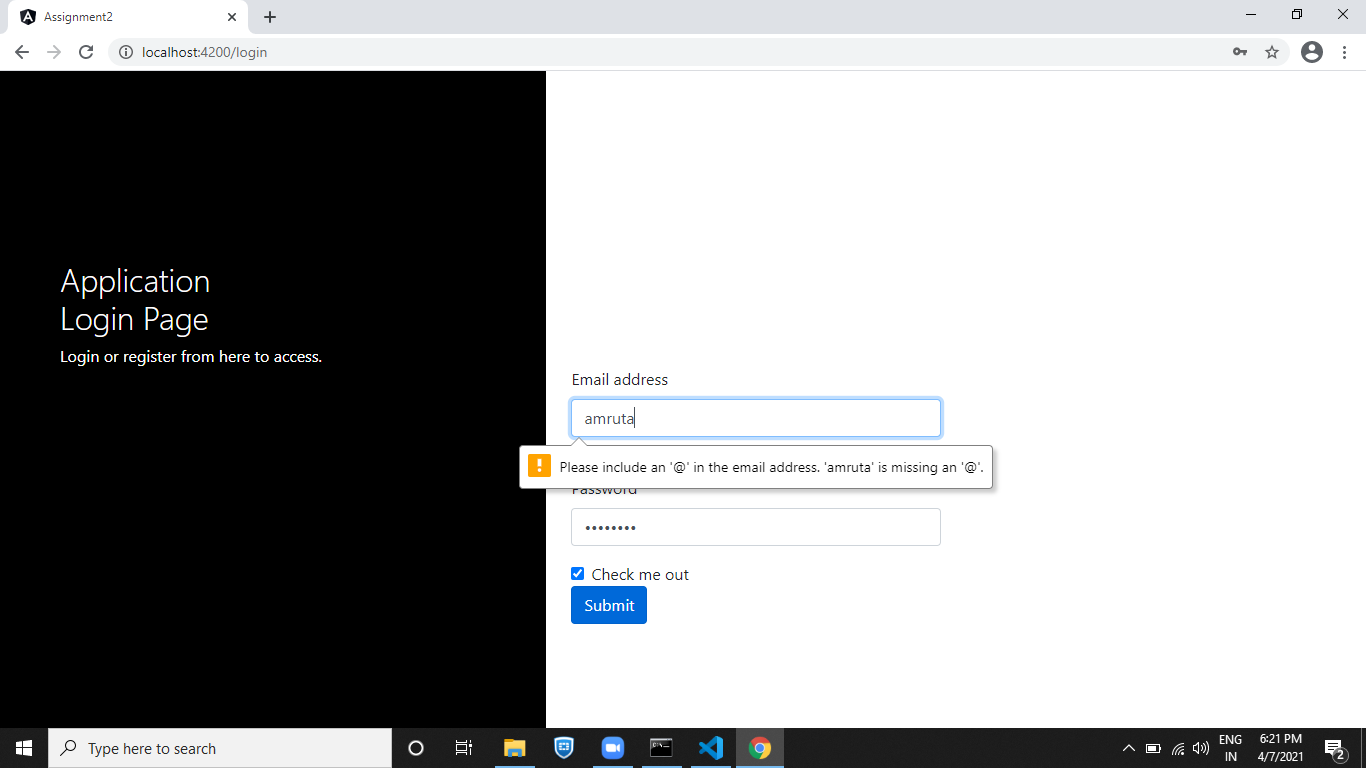 Assignment2
localhost:4200/login
Application
Login Page
Login or register from here to access.
Email address
amruta
Please include an '@' in the email address. 'amruta' is missing an '@'.
Password
••••••••
Check me out
Submit
Type here to search
ENG
IN
6:21 PM
4/7/2021
2